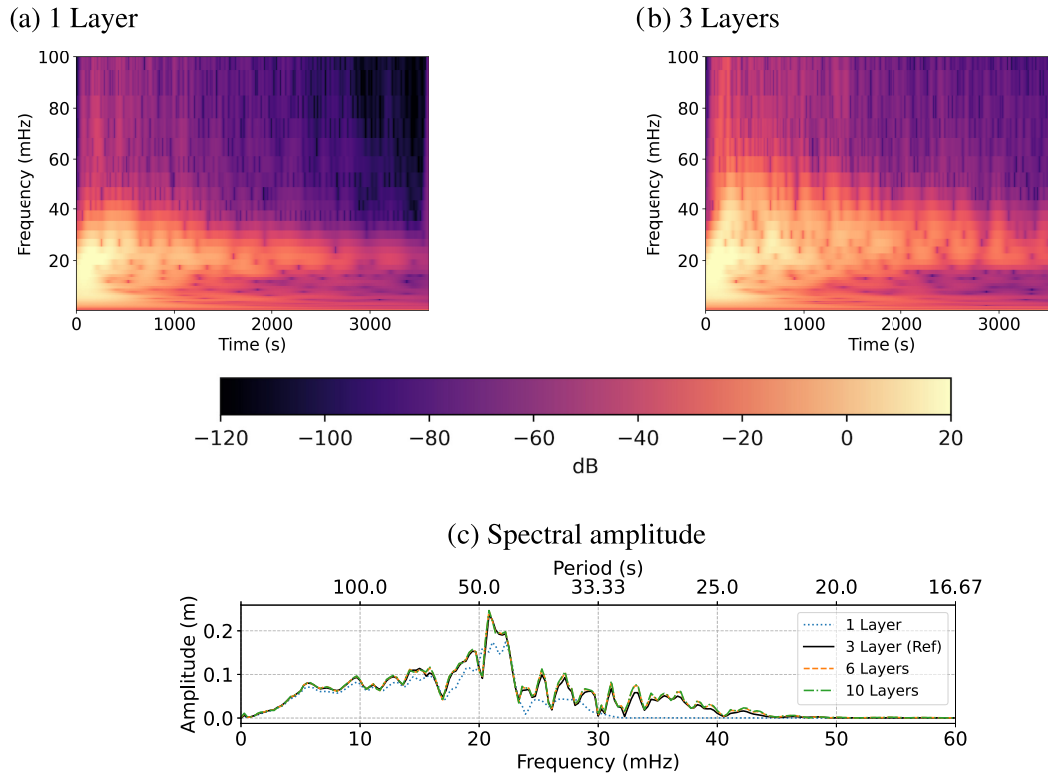 (a) 1 Layer
(b) 3 Layers
100
80
60
40
20
Frequency (mHz)
0
1000
2000
3000
Time (s)
100
80
60
40
20
Frequency (mHz)
0
1000
2000
3000
Time (s)
−120
−100
−80
−60
−40
−20
0
20
dB
(c) Spectral amplitude
Period (s)
100.0
50.0
33.33
25.0
20.0
16.67
Amplitude (m)
0.2
0.1
0.0
1 Layer
3 Layer (Ref)
6 Layers
10 Layers
0
10
20
30
40
50
60
Frequency (mHz)